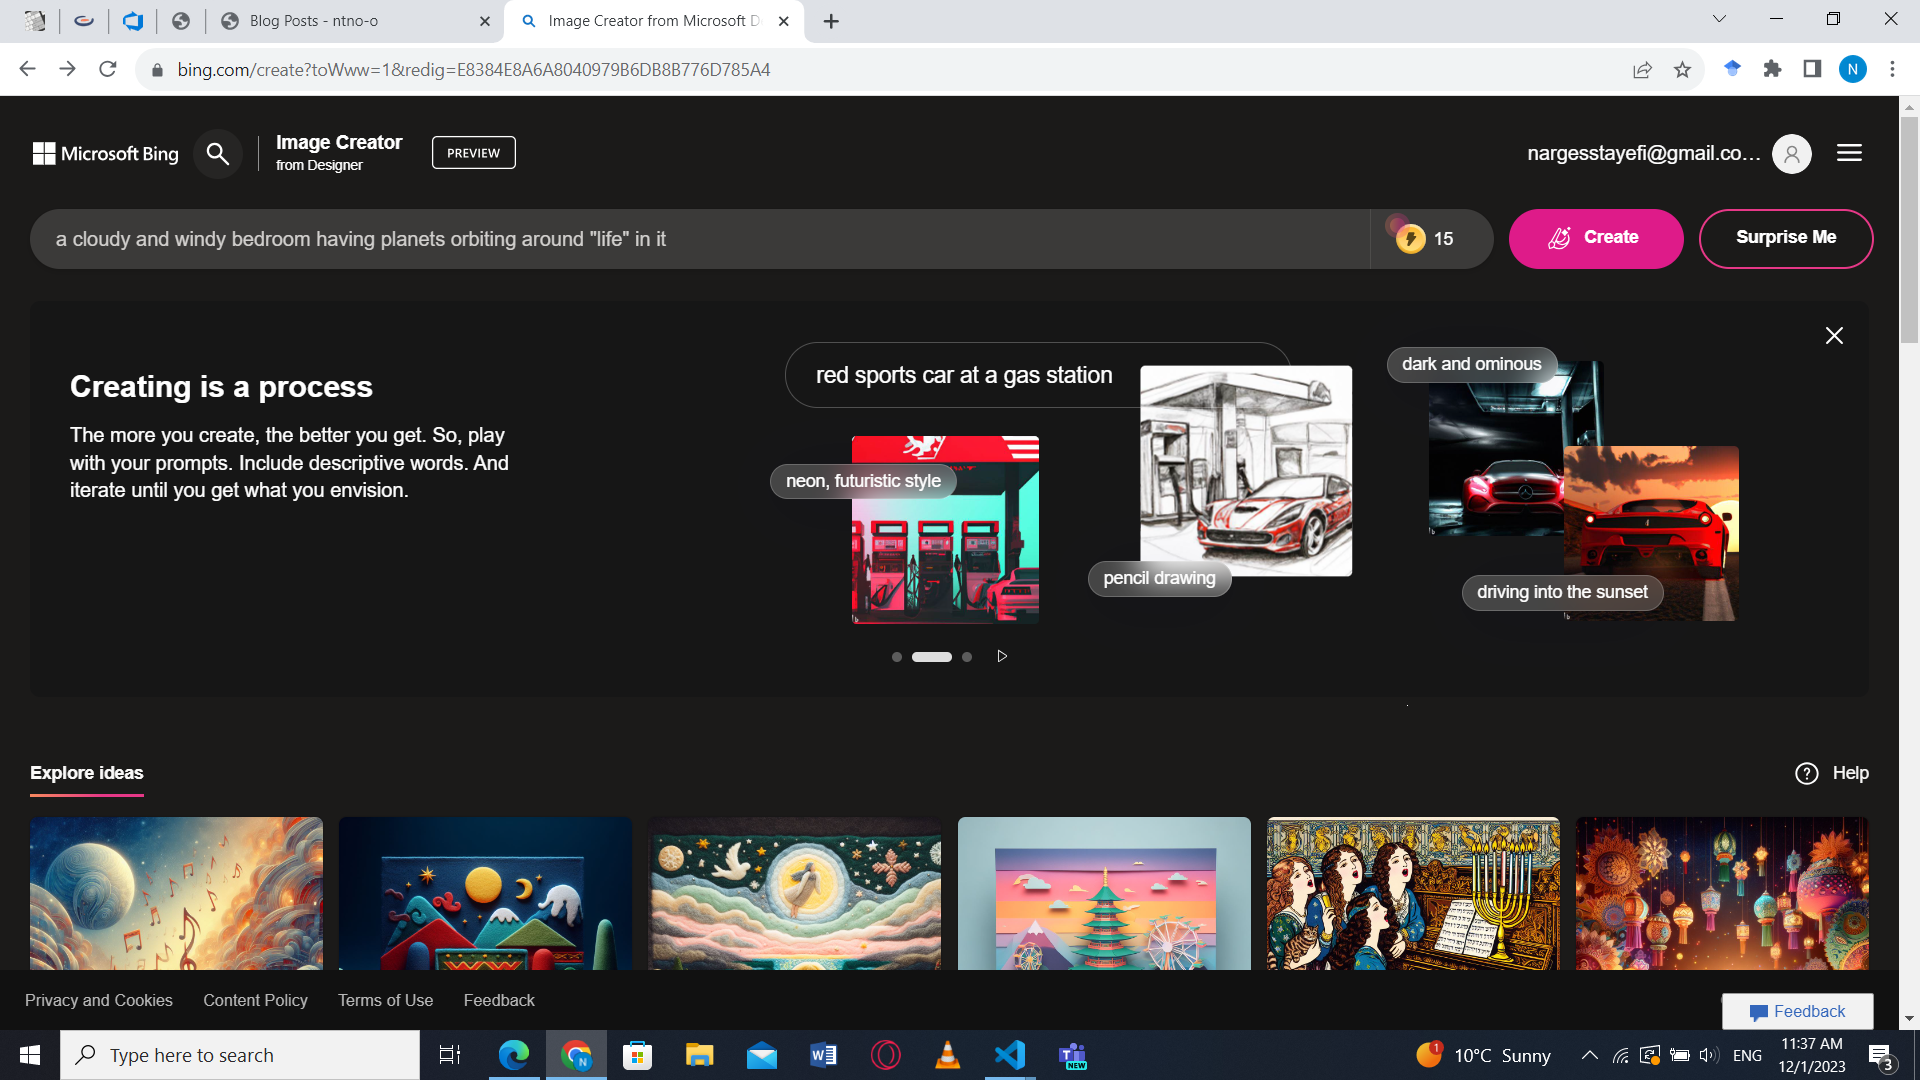 Blog Posts - ntno-o
Image Creator from Microsoft D
bing.com/create?toWww=1&redig=E8384E8A6A8040979B6DB8B776D785A4
N
Microsoft Bing
Image Creator
from Designer
PREVIEW
nargesstayefi@gmail.co...
a cloudy and windy bedroom having planets orbiting around "life" in it
15
Create
Surprise Me
Creating is a process
The more you create, the better you get. So, play
with your prompts. Include descriptive words. And
iterate until you get what you envision.
red sports car at a gas station
neon, futuristic style
pencil drawing
dark and ominous
driving into the sunset
Explore ideas
Help
Privacy and Cookies
Content Policy
Terms of Use
Feedback
Feedback
Type here to search
N
NEW
1
10°C Sunny
ENG
11:37 AM
12/1/2023
3